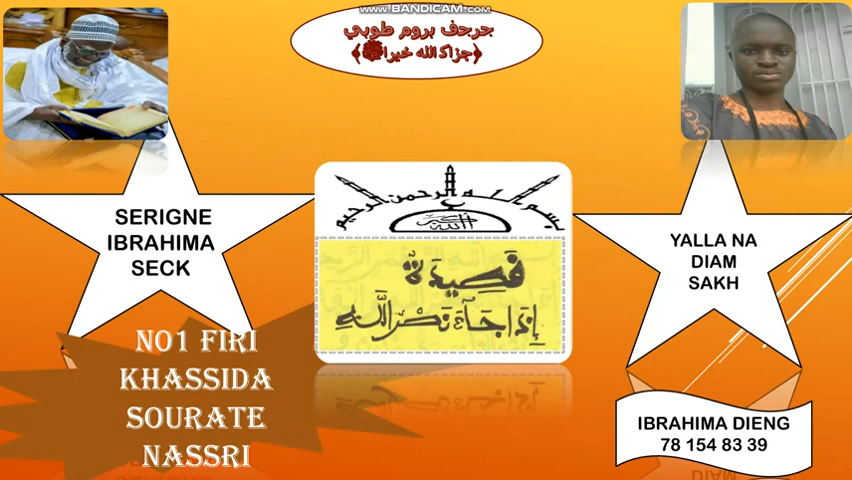 WWW.BANDICAM.COM
جرجف بروم طوبي
﴿جزاك الله خيرا﴾
SERIGNE
IBRAHIMA
SECK
بسم الله الرحمن الرحيم
قصيدة
إذا جاء نصر الله
YALLA NA
DIAM
SAKH
NO1 FIRI
KHASSIDA
SOURATE
NASSRI
IBRAHIMA DIENG
78 154 83 39